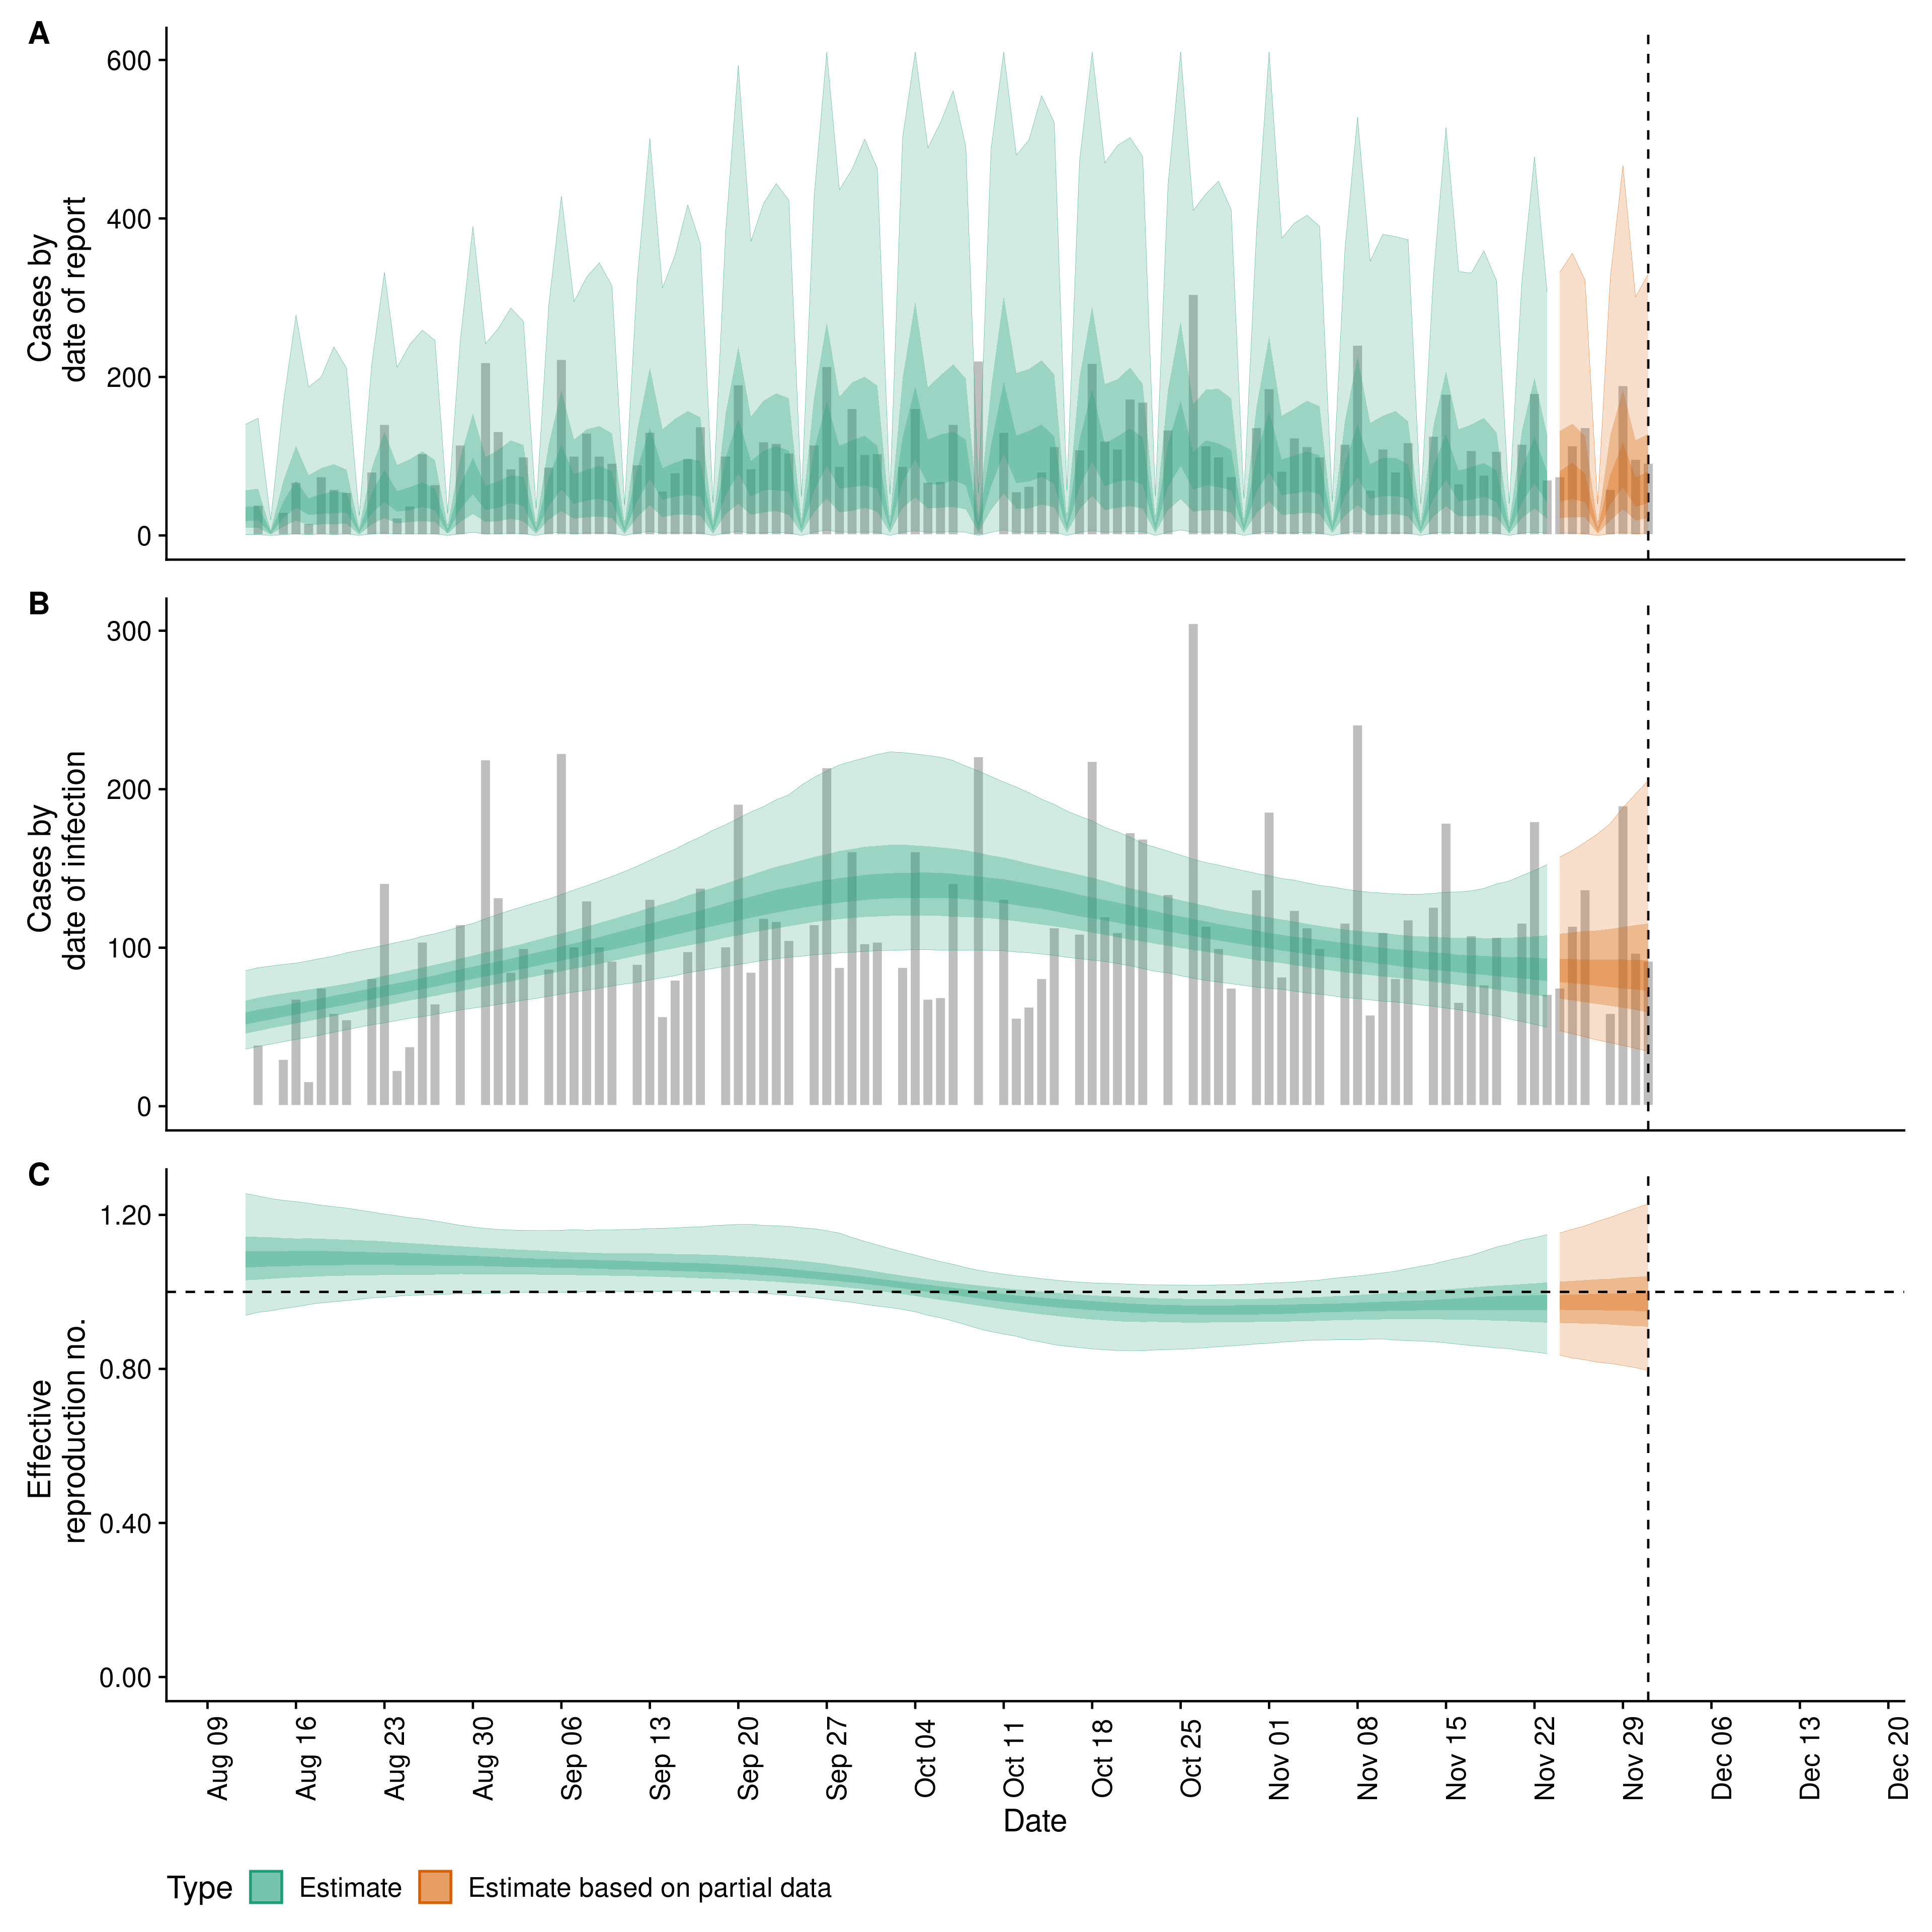 A
Cases by
date of report
600
400
200
0
B
Cases by
date of infection
300
200
100
0
C
Effective
reproduction no.
1.20
0.80
0.40
0.00
Aug 09
Aug 16
Aug 23
Aug 30
Sep 06
Sep 13
Sep 20
Sep 27
Oct 04
Oct 11
Oct 18
Oct 25
Nov 01
Nov 08
Nov 15
Nov 22
Nov 29
Dec 06
Dec 13
Dec 20
Date
Type Estimate Estimate based on partial data